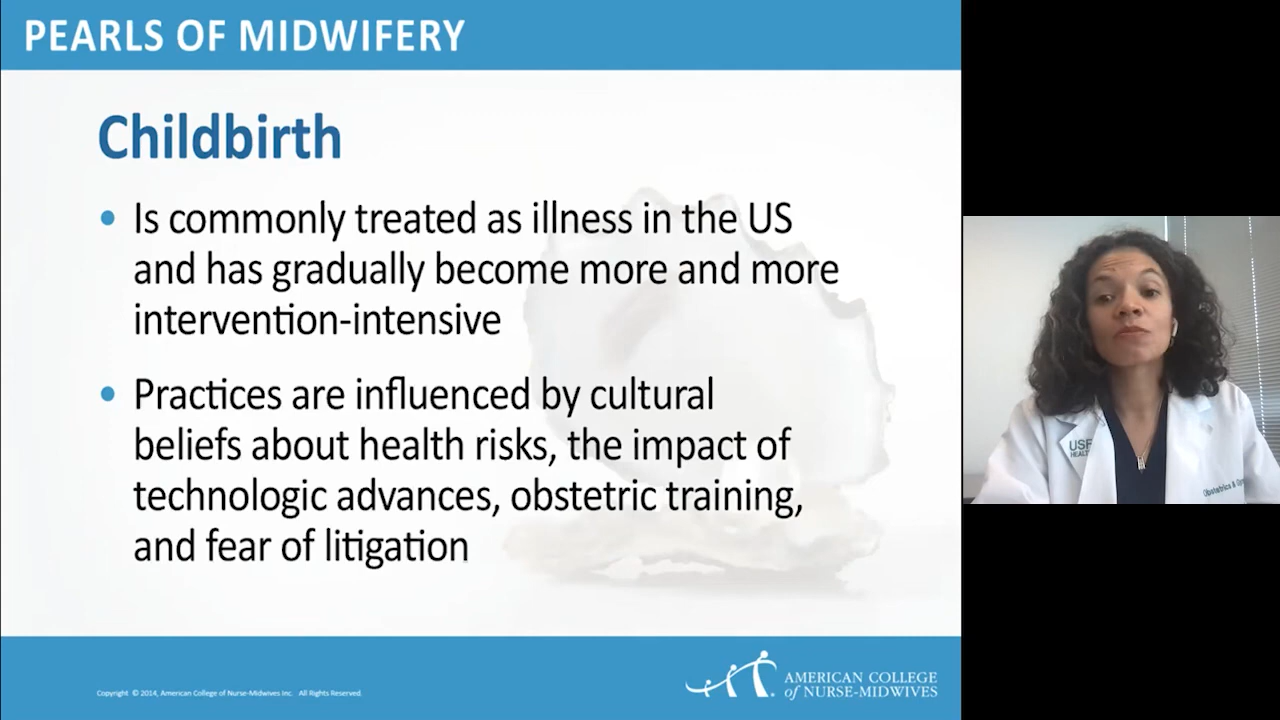 PEARLS OF MIDWIFERY
Childbirth
• Is commonly treated as illness in the US
and has gradually become more and more
intervention-intensive
• Practices are influenced by cultural
beliefs about health risks, the impact of
technologic advances, obstetric training,
and fear of litigation
Copyright © 2014, American College of Nurse-Midwives Inc. All Rights Reserved.
AMERICAN COLLEGE
of NURSE-MIDWIVES
USF
HEALTH
Obstetrics &